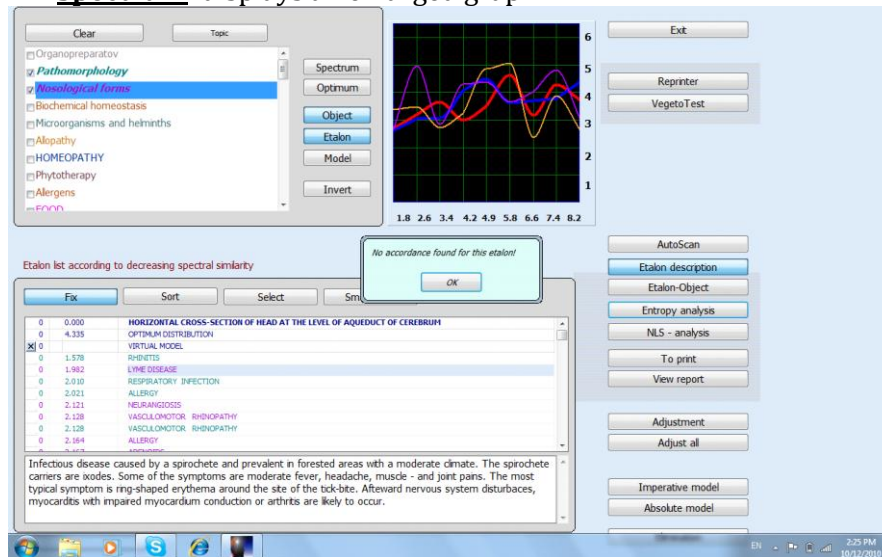 Clear
Topic
Organopreparatov
Pathomorphology
Nosological forms
Biochemical homeostasis
Microorganisms and helminths
Alopathy
HOMEOPATHY
Phytotherapy
Allergens
FOOD
Spectrum
Optimum
Object
Etalon
Model
Invert
6
5
4
3
2
1
1.8 2.6 3.4 4.2 4.9 5.8 6.6 7.4 8.2
Exit
Reprinter
VegetoTest
No accordance found for this etalon!
OK
Etalon list according to decreasing spectral similarity
Fix
Sort
Select
Sm
0 0.000 HORIZONTAL CROSS-SECTION OF HEAD AT THE LEVEL OF AQUEDUCT OF CEREBRUM
0 4.335 OPTIMUM DISTRIBUTION
X 0 VIRTUAL MODEL
0 1.578 RHINITIS
0 1.982 LYME DISEASE
0 2.010 RESPIRATORY INFECTION
0 2.021 ALLERGY
0 2.121 NEURANGIOSIS
0 2.128 VASCULOMOTOR RHINOPATHY
0 2.128 VASCULOMOTOR RHINOPATHY
0 2.164 ALLERGY
Infectious disease caused by a spirochete and prevalent in forested areas with a moderate dimate. The spirochete
carriers are ixodes. Some of the symptoms are moderate fever, headache, muscle - and joint pains. The most
typical symptom is ring-shaped erythema around the site of the tick-bite. Afteward nervous system disturbaces,
myocarditis with impaired myocardium conduction or arthritis are likely to occur.
AutoScan
Etalon description
Etalon-Object
Entropy analysis
NLS - analysis
To print
View report
Adjustment
Adjust all
Imperative model
Absolute model
EN
2:25 PM
10/12/2015